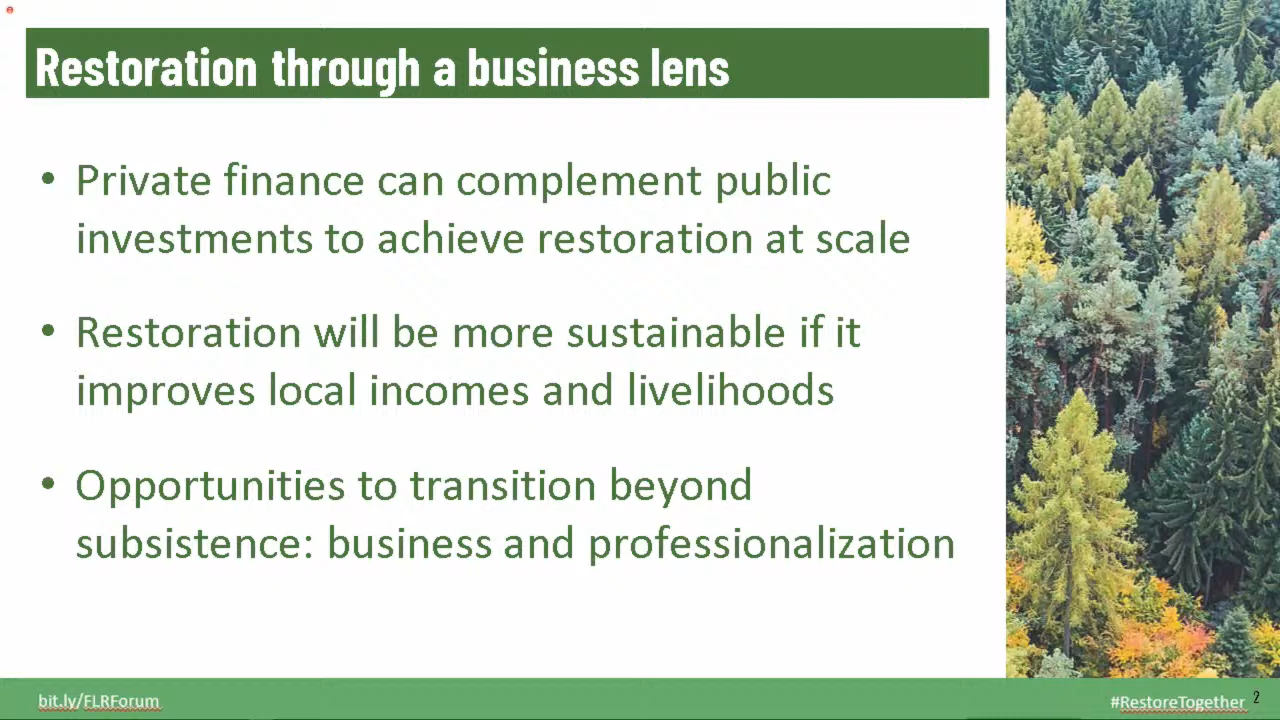 Restoration through a business lens
• Private finance can complement public
investments to achieve restoration at scale
• Restoration will be more sustainable if it
improves local incomes and livelihoods
• Opportunities to transition beyond
subsistence: business and professionalization
bit.ly/FLRForum
#RestoreTogether 2